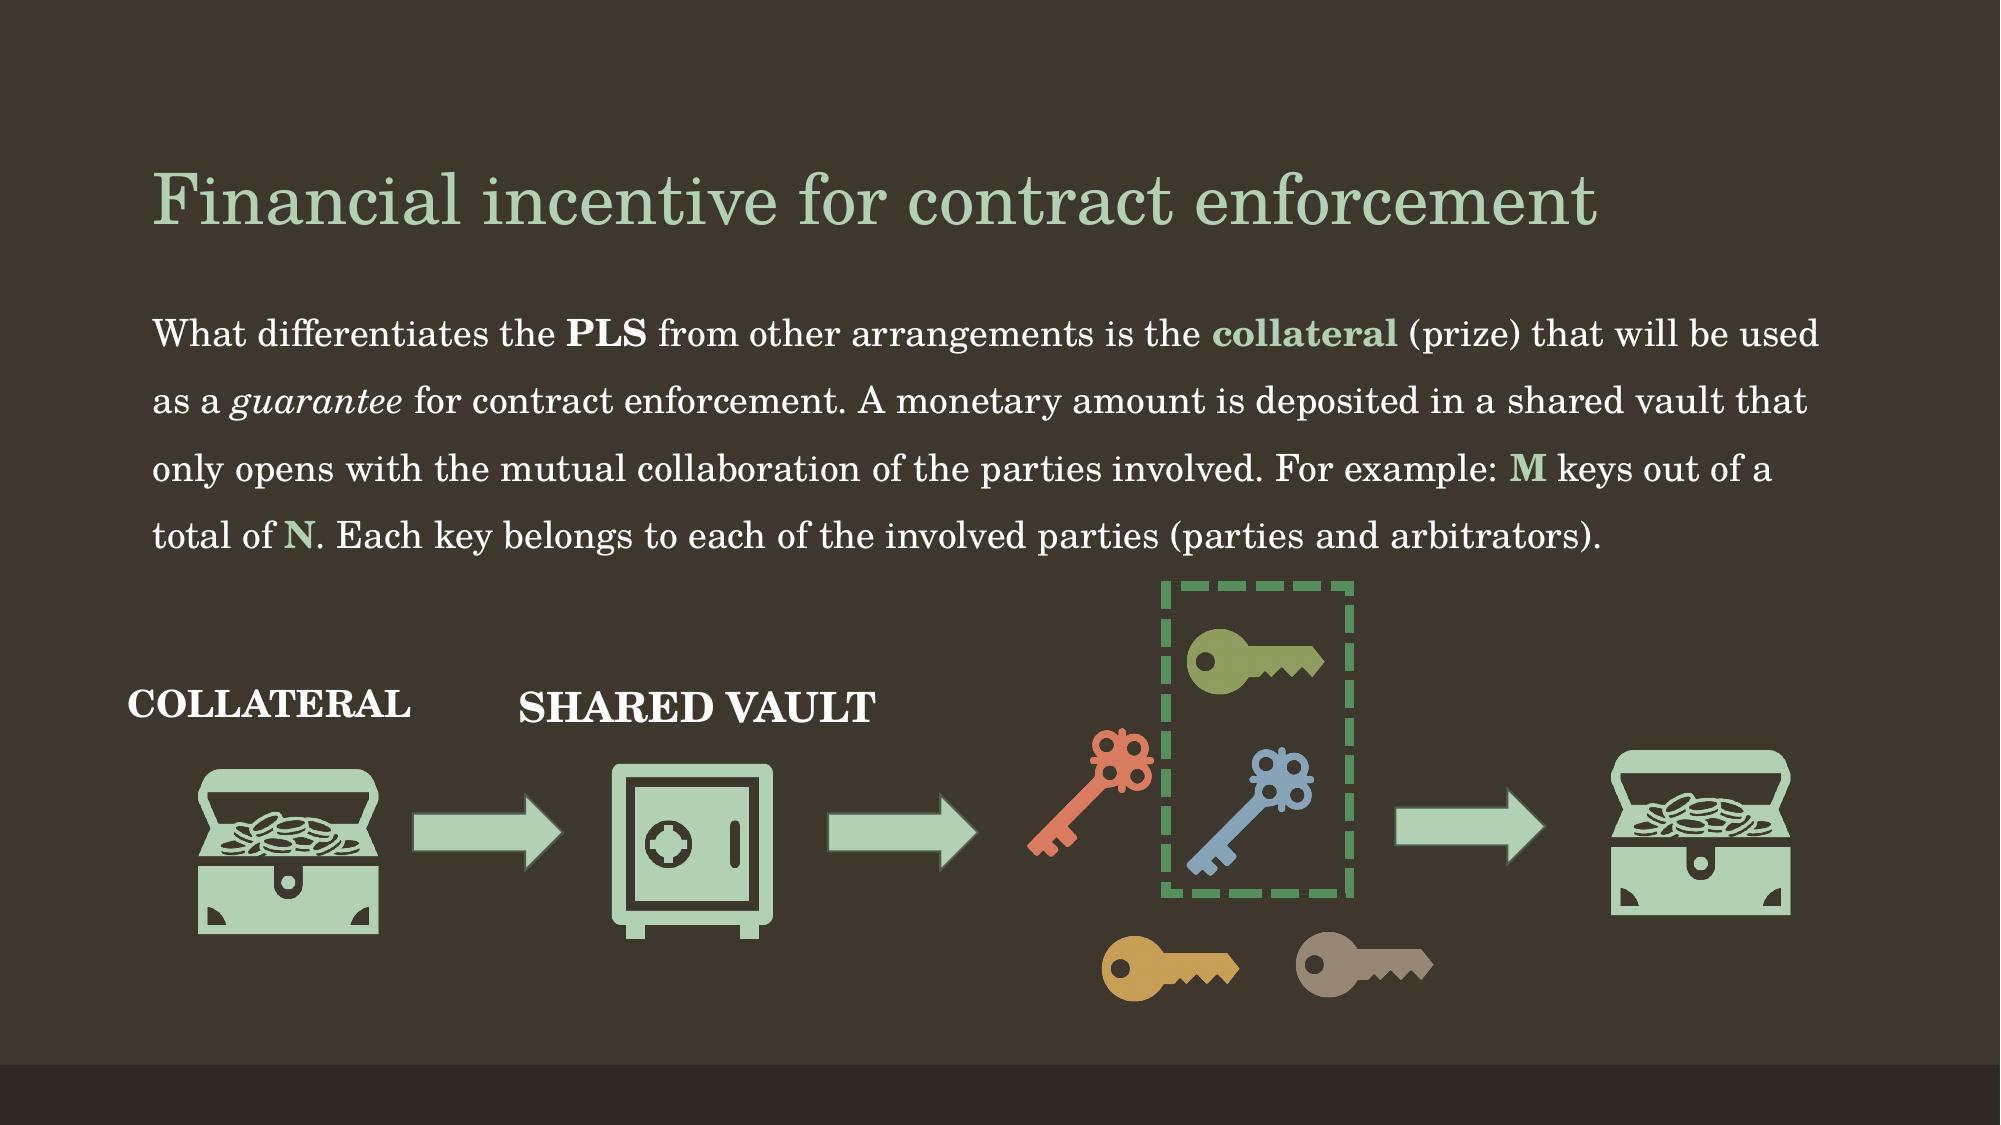 Financial incentive for contract enforcement
What differentiates the PLS from other arrangements is the collateral (prize) that will be used
as a guarantee for contract enforcement. A monetary amount is deposited in a shared vault that
only opens with the mutual collaboration of the parties involved. For example: M keys out of a
total of N. Each key belongs to each of the involved parties (parties and arbitrators).
COLLATERAL
SHARED VAULT